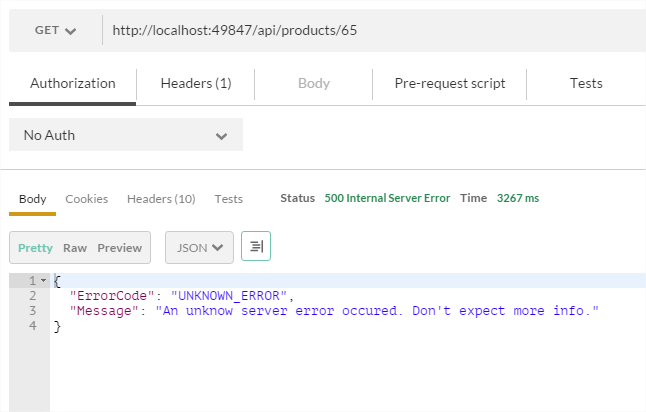 GET http://localhost:49847/api/products/65
Authorization Headers (1) Body Pre-request script Tests
No Auth
Body Cookies Headers (10) Tests Status 500 Internal Server Error Time 3267 ms
Pretty Raw Preview JSON
1 {
2 "ErrorCode": "UNKNOWN_ERROR",
3 "Message": "An unknow server error occured. Don't expect more info."
4 }